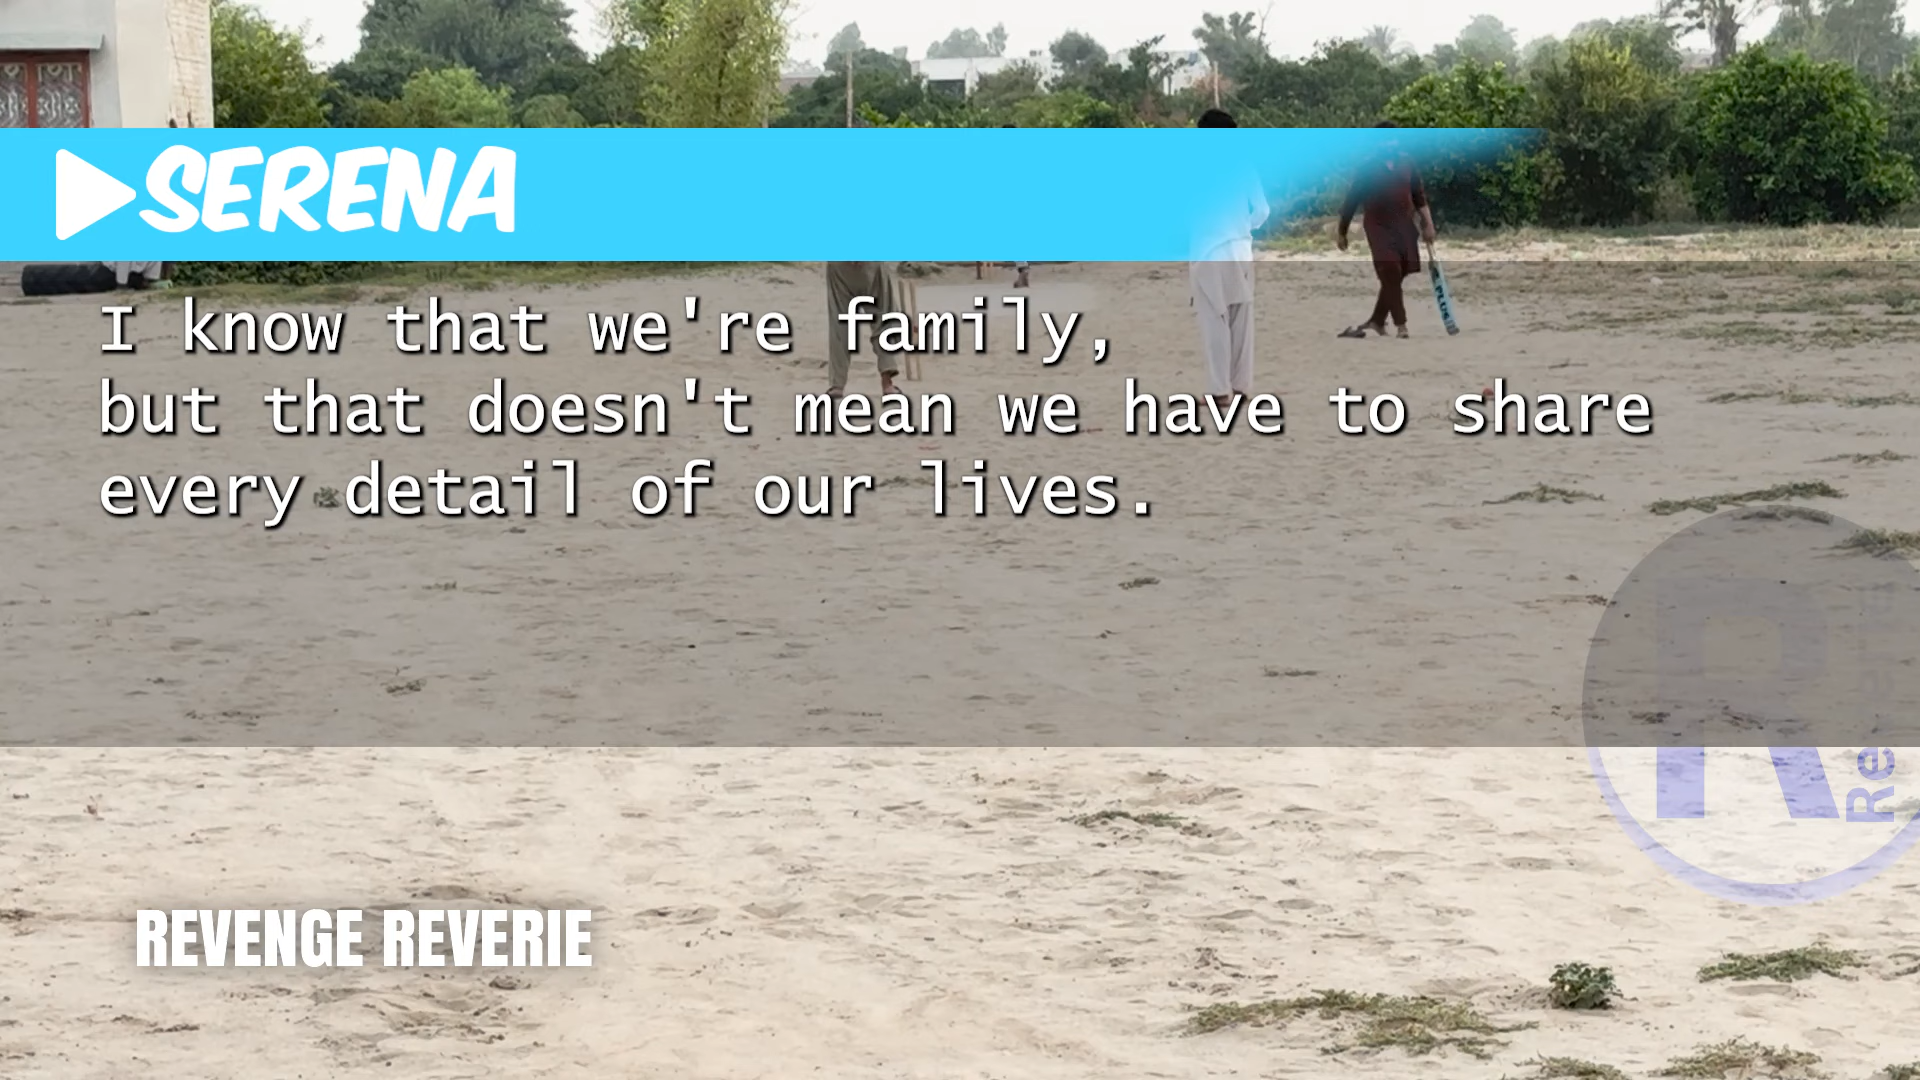 SERENA
I know that we're family,
but that doesn't mean we have to share
every detail of our lives.
PLUS
R
REVENGE REVERIE